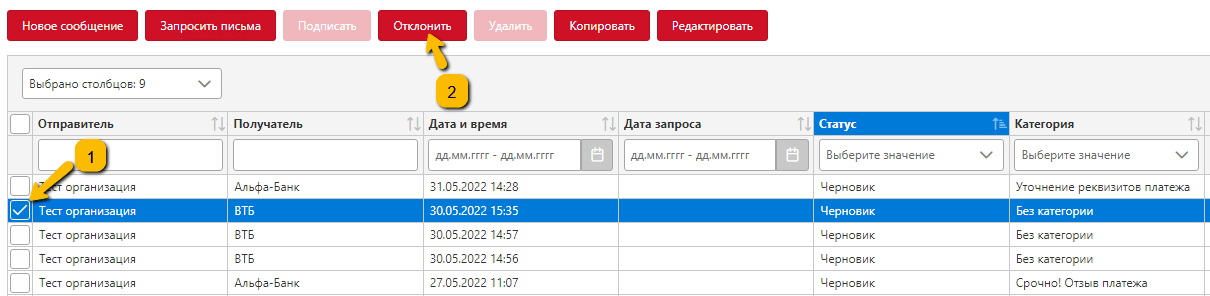 Новое сообщение Запросить письма Подписать Отклонить Удалить Копировать Редактировать
2
Выбрано столбцов: 9
Отправитель Получатель Дата и время Дата запроса Статус Категория
1
дд.мм.гггг - дд.мм.гггг дд.мм.гггг - дд.мм.гггг Выберите значение Выберите значение
Тест организация Альфа-Банк 31.05.2022 14:28 Черновик Уточнение реквизитов платежа
Тест организация ВТБ 30.05.2022 15:35 Черновик Без категории
Тест организация ВТБ 30.05.2022 14:57 Черновик Без категории
Тест организация ВТБ 30.05.2022 14:56 Черновик Без категории
Тест организация Альфа-Банк 27.05.2022 11:07 Черновик Срочно! Отзыв платежа